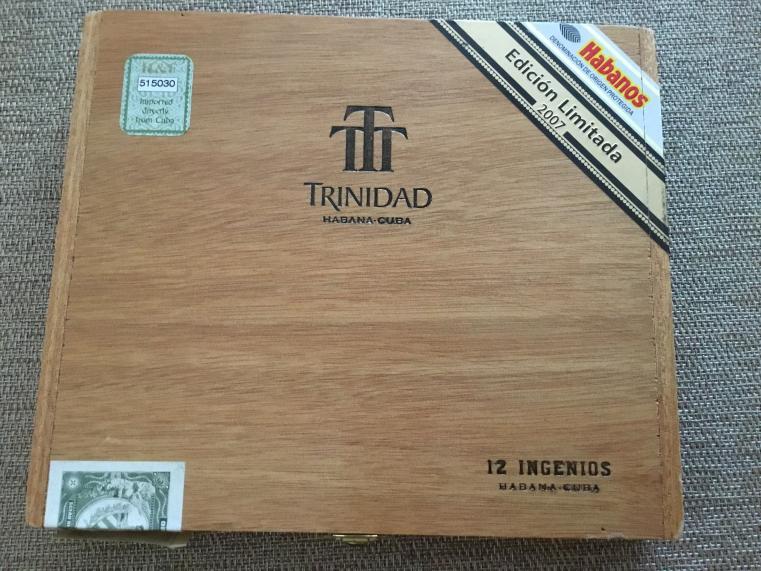 515030
Imported
directly
from Cuba
Habanos
DENOMINACIÓN DE ORIGEN PROTEGIDA
Edición Limitada
2007
TRINIDAD
HABANA·CUBA
12 INGENIOS
HABANA·CUBA